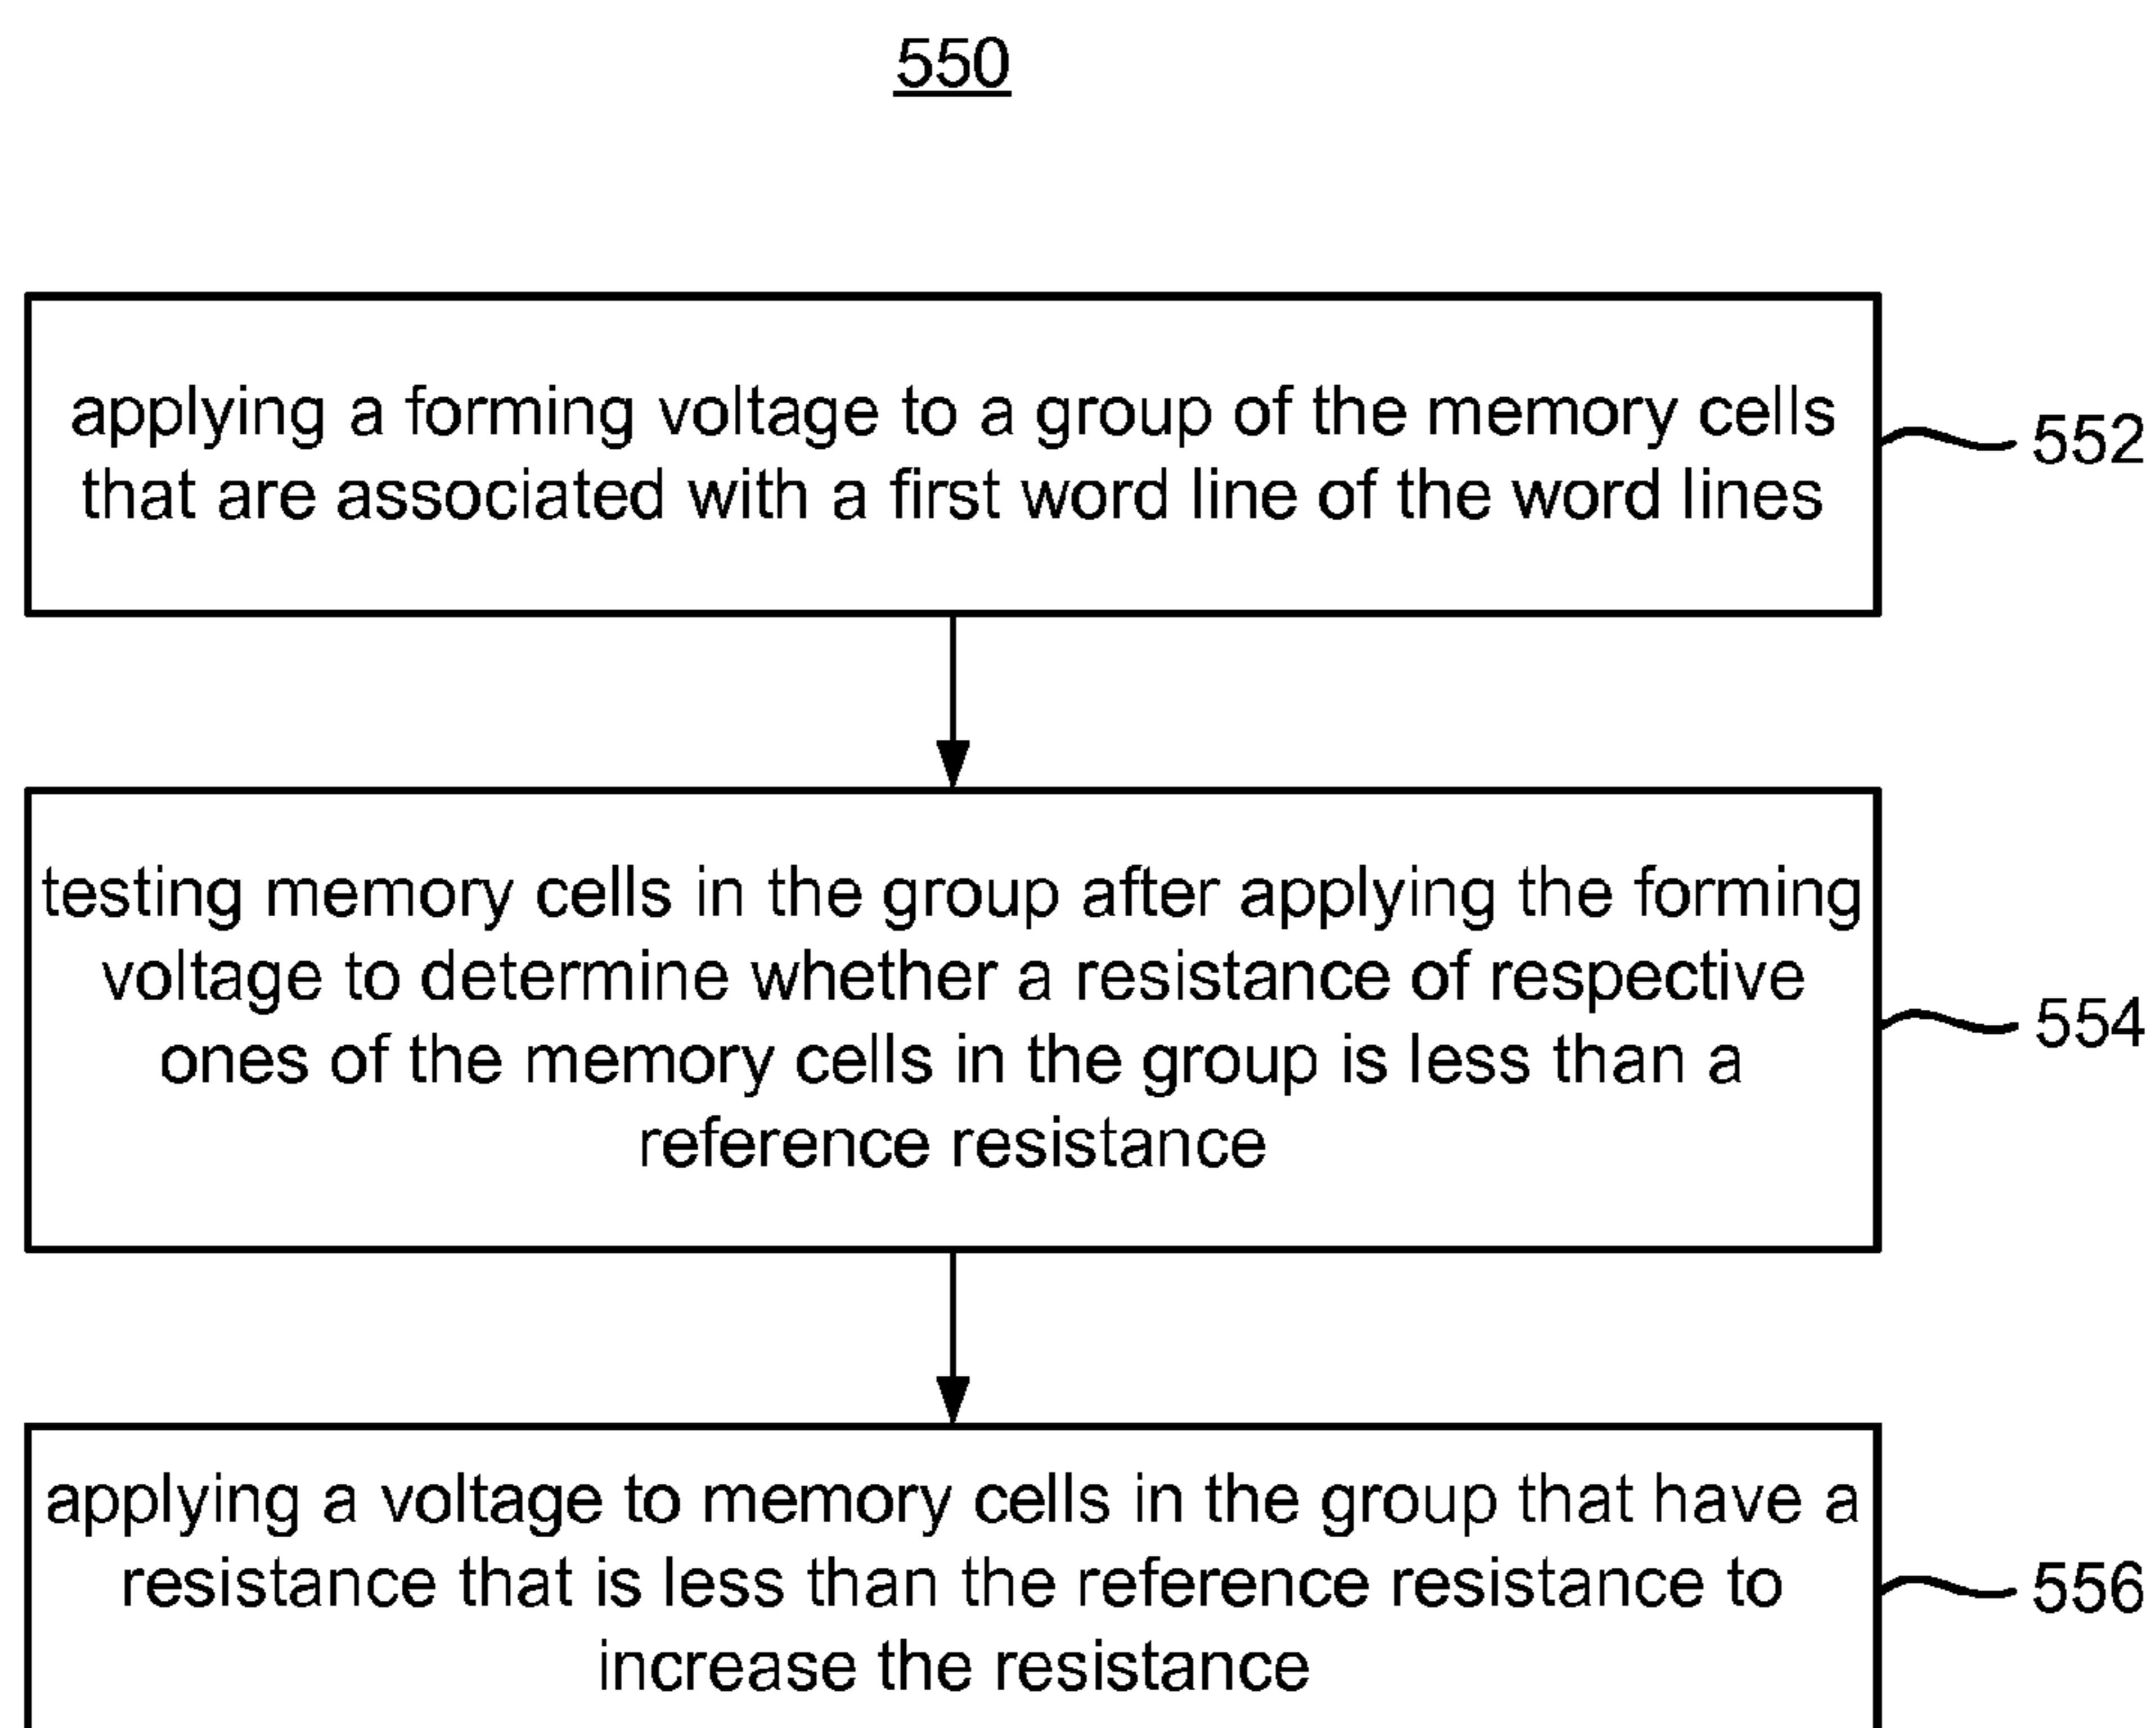 550
applying a forming voltage to a group of the memory cells
that are associated with a first word line of the word lines
552
testing memory cells in the group after applying the forming
voltage to determine whether a resistance of respective
ones of the memory cells in the group is less than a
reference resistance
554
applying a voltage to memory cells in the group that have a
resistance that is less than the reference resistance to
increase the resistance
556